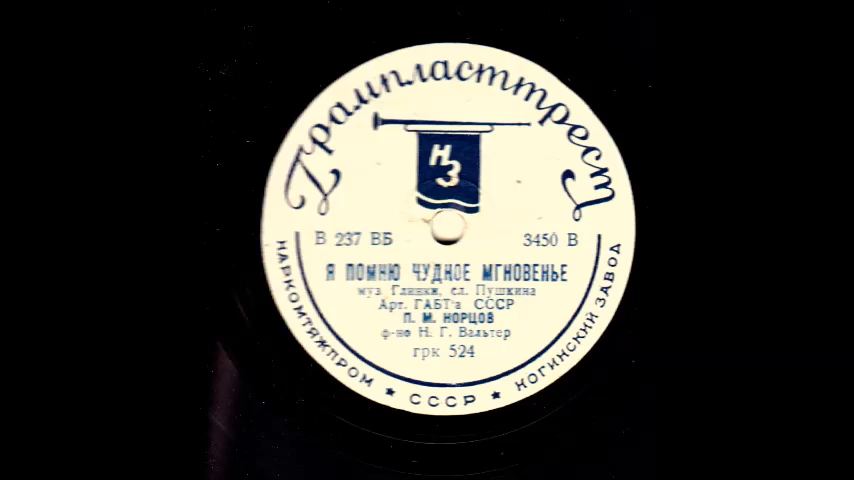 Грампласттрест
НЗ
В 237 ВБ 3450 В
Я ПОМНЮ ЧУДНОЕ МГНОВЕНЬЕ
муз Глинки, сл. Пушкина
Арт. ГАБТ'а СССР
П. М. НОРЦОВ
ф-но Н. Г. Вальтер
грк 524
НАРКОМТЯЖПРОМ ★ СССР ★ НОГИНСКИЙ ЗАВОД